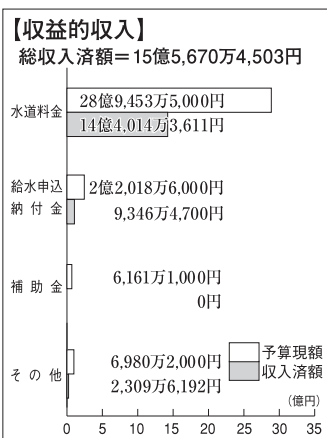 【収益的収入】
総収入済額＝15億5,670万4,503円
水道料金
28億9,453万5,000円
14億4,014万3,611円
給水申込
納付金
2億2,018万6,000円
9,346万4,700円
補助金
6,161万1,000円
0円
その他
6,980万2,000円
2,309万6,192円
予算現額
収入済額
(億円)
0 5 10 15 20 25 30 35